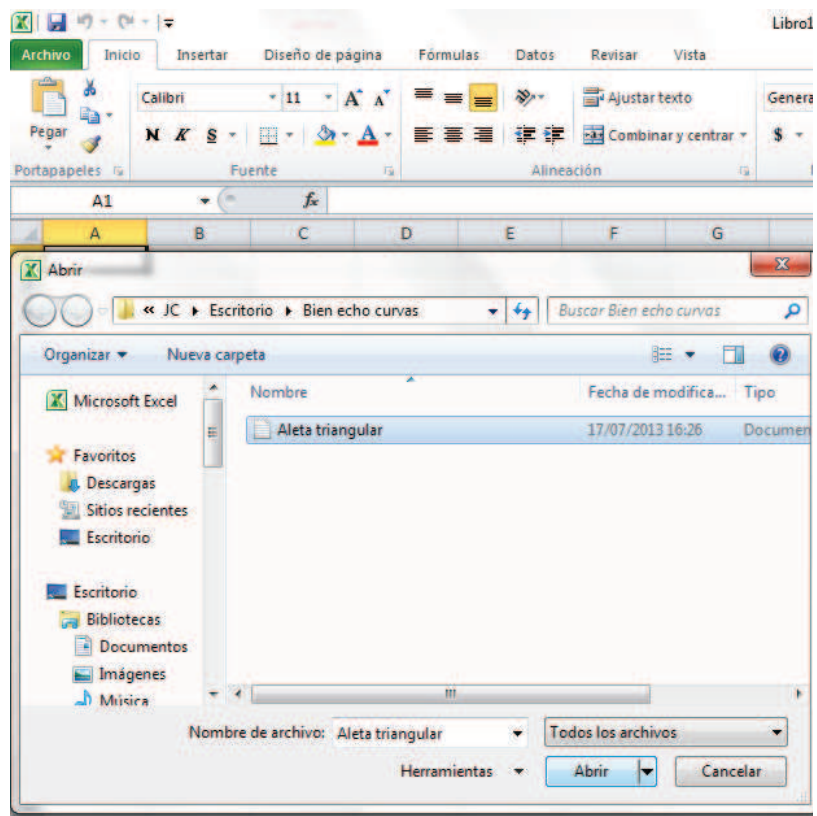 Libro1
Archivo Inicio Insertar Diseño de página Fórmulas Datos Revisar Vista
Calibri 11 A A Ajustar texto Genera
Pegar N K S A Combinar y centrar $
Portapapeles Fuente Alineación
A1 fx
A B C D E F G
Abrir
« JC Escritorio Bien echo curvas Buscar Bien echo curvas
Organizar Nueva carpeta
Microsoft Excel Nombre Fecha de modifica... Tipo
Aleta triangular 17/07/2013 16:26 Documen
Favoritos
Descargas
Sitios recientes
Escritorio
Escritorio
Bibliotecas
Documentos
Imágenes
Música
Nombre de archivo: Aleta triangular Todos los archivos
Herramientas Abrir Cancelar